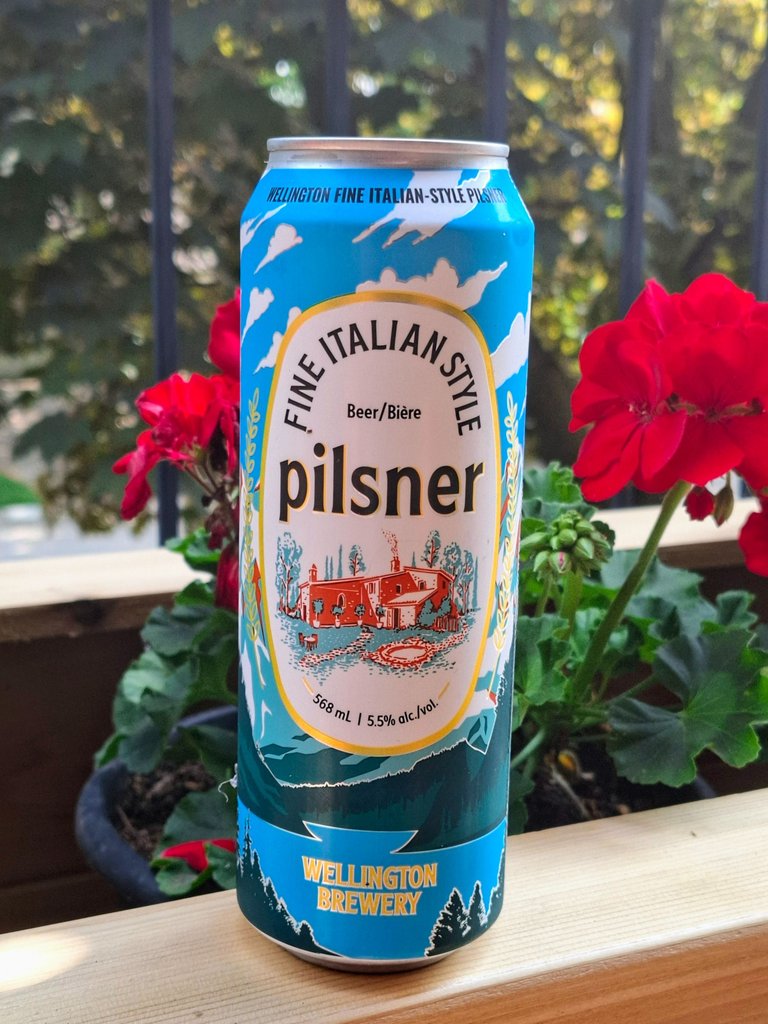 WELLINGTON FINE ITALIAN-STYLE PILSNER
FINE ITALIAN STYLE
Beer/Bière
pilsner
568 mL | 5.5% alc./vol.
WELLINGTON
BREWERY